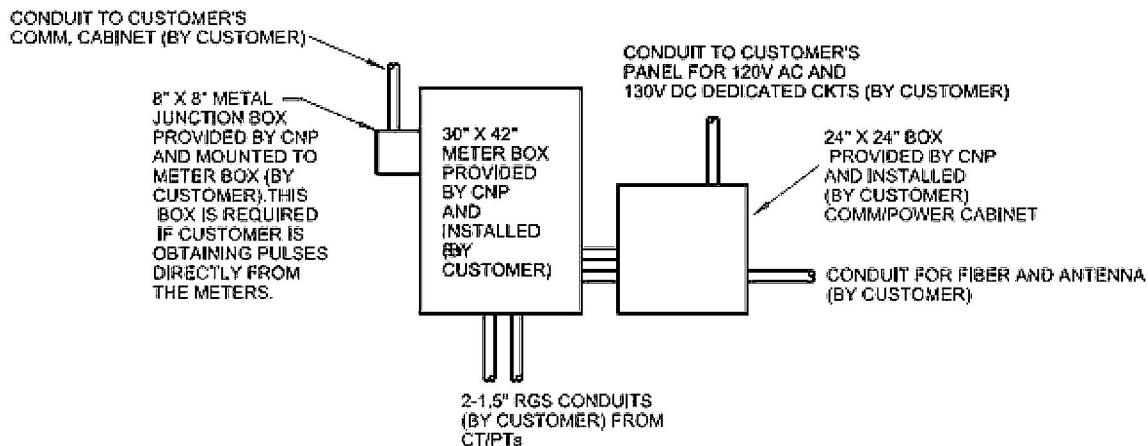 CONDUIT TO CUSTOMER'S
COMM. CABINET (BY CUSTOMER)
8" X 8" METAL
JUNCTION BOX
PROVIDED BY CNP
AND MOUNTED TO
METER BOX (BY
CUSTOMER).THIS
BOX IS REQUIRED
IF CUSTOMER IS
OBTAINING PULSES
DIRECTLY FROM
THE METERS.
30" X 42"
METER BOX
PROVIDED
BY CNP
AND
INSTALLED
(BY
CUSTOMER)
CONDUIT TO CUSTOMER'S
PANEL FOR 120V AC AND
130V DC DEDICATED CKTS (BY CUSTOMER)
24" X 24" BOX
PROVIDED BY CNP
AND INSTALLED
(BY CUSTOMER)
COMM/POWER CABINET
CONDUIT FOR FIBER AND ANTENNA
(BY CUSTOMER)
2-1.5" RGS CONDUITS
(BY CUSTOMER) FROM
CT/PTs